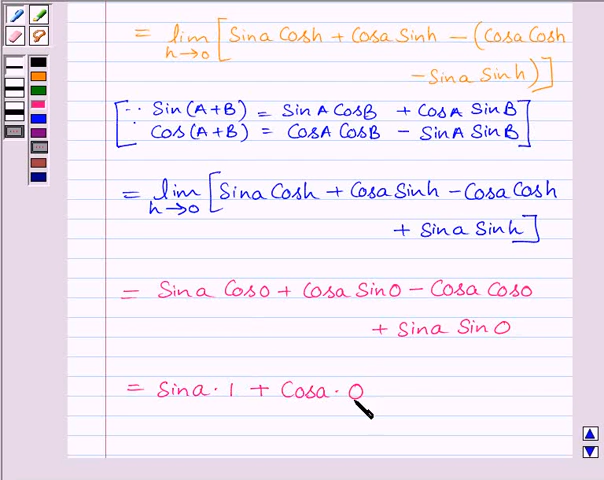 = lim h→0 [Sina Cosh + Cosa Sinh - (Cosa Cosh
- Sina Sinh)]
[∵ Sin(A+B) = SinA CosB + CosA SinB
Cos(A+B) = CosA CosB - SinA SinB]
= lim h→0 [Sina Cosh + Cosa Sinh - Cosa Cosh
+ Sina Sinh]
= Sina Cos0 + Cosa Sin0 - Cosa Cos0
+ Sina Sin0
= Sina · 1 + Cosa · 0